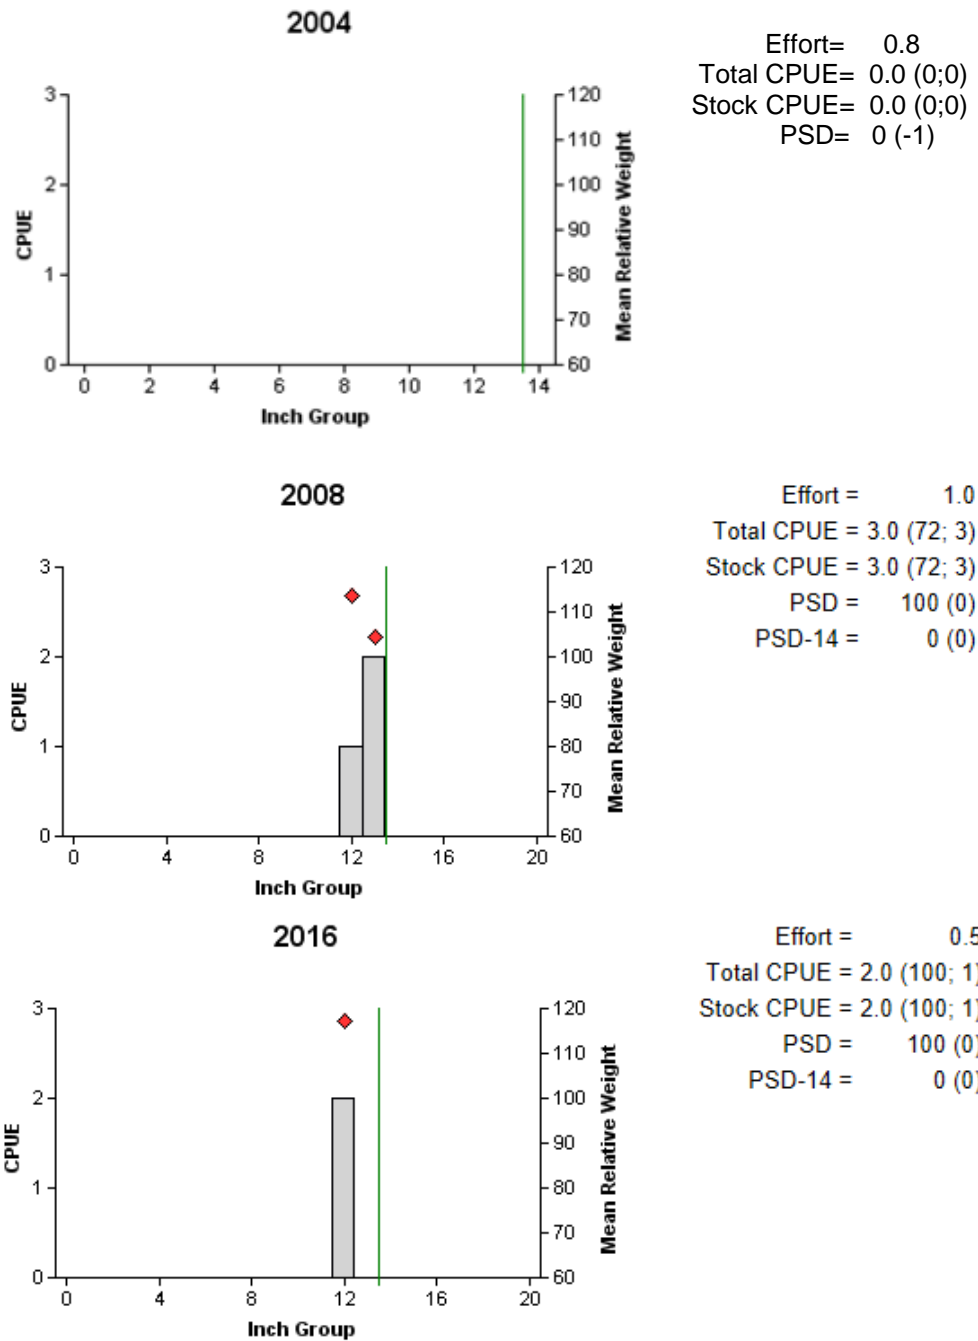 2004
Effort= 0.8
Total CPUE= 0.0 (0;0)
Stock CPUE= 0.0 (0;0)
PSD= 0 (-1)
3
2
1
0
CPUE
120
110
100
90
80
70
60
Mean Relative Weight
0 2 4 6 8 10 12 14
Inch Group
2008
Effort = 1.0
Total CPUE = 3.0 (72; 3)
Stock CPUE = 3.0 (72; 3)
PSD = 100 (0)
PSD-14 = 0 (0)
3
2
1
0
CPUE
120
110
100
90
80
70
60
Mean Relative Weight
0 4 8 12 16 20
Inch Group
2016
Effort = 0.5
Total CPUE = 2.0 (100; 1)
Stock CPUE = 2.0 (100; 1)
PSD = 100 (0)
PSD-14 = 0 (0)
3
2
1
0
CPUE
120
110
100
90
80
70
60
Mean Relative Weight
0 4 8 12 16 20
Inch Group